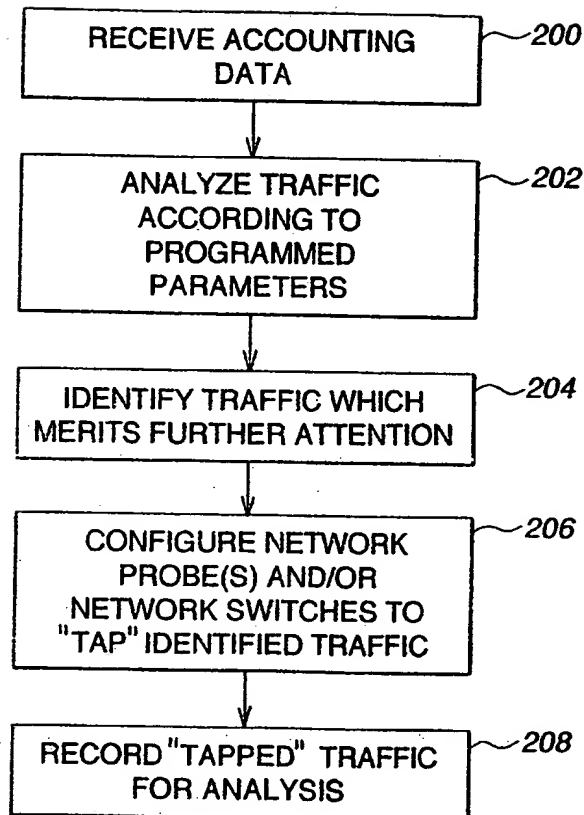 RECEIVE ACCOUNTING
DATA
200
ANALYZE TRAFFIC
ACCORDING TO
PROGRAMMED
PARAMETERS
202
IDENTIFY TRAFFIC WHICH
MERITS FURTHER ATTENTION
204
CONFIGURE NETWORK
PROBE(S) AND/OR
NETWORK SWITCHES TO
"TAP" IDENTIFIED TRAFFIC
206
RECORD "TAPPED" TRAFFIC
FOR ANALYSIS
208